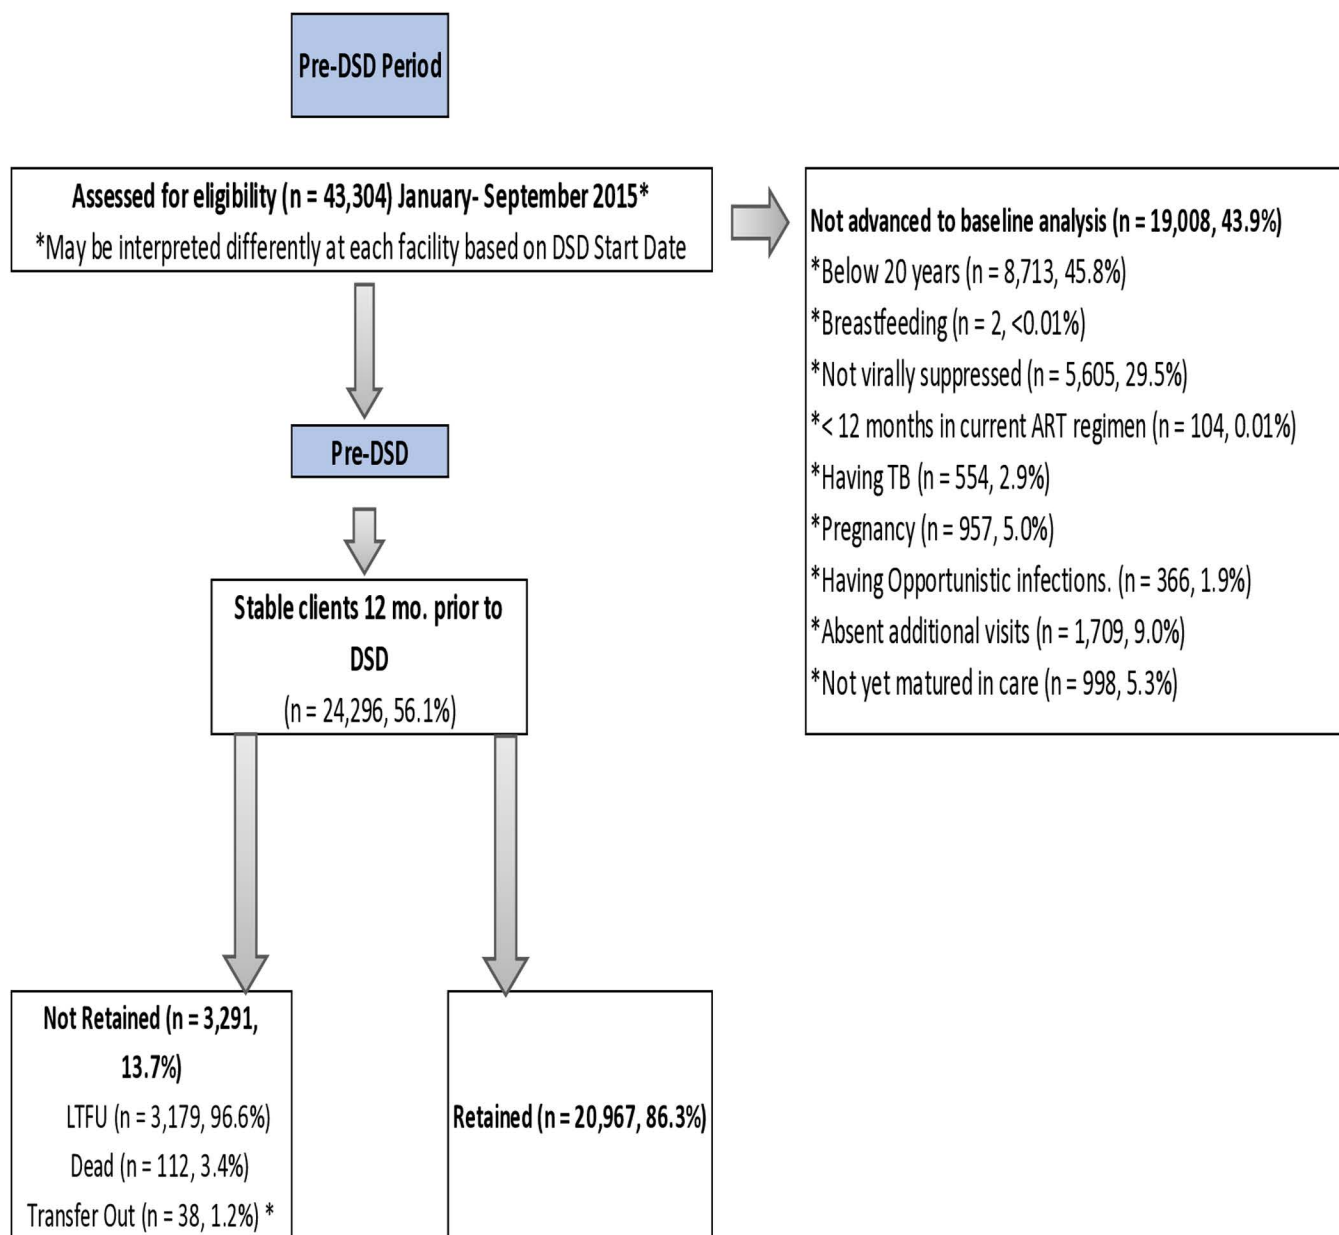 Pre-DSD Period
Assessed for eligibility (n = 43,304) January- September 2015*
*May be interpreted differently at each facility based on DSD Start Date
Not advanced to baseline analysis (n = 19,008, 43.9%)
*Below 20 years (n = 8,713, 45.8%)
*Breastfeeding (n = 2, <0.01%)
*Not virally suppressed (n = 5,605, 29.5%)
*< 12 months in current ART regimen (n = 104, 0.01%)
*Having TB (n = 554, 2.9%)
*Pregnancy (n = 957, 5.0%)
*Having Opportunistic infections. (n = 366, 1.9%)
*Absent additional visits (n = 1,709, 9.0%)
*Not yet matured in care (n = 998, 5.3%)
Pre-DSD
Stable clients 12 mo. prior to
DSD
(n = 24,296, 56.1%)
Not Retained (n = 3,291,
13.7%)
LTFU (n = 3,179, 96.6%)
Dead (n = 112, 3.4%)
Transfer Out (n = 38, 1.2%) *
Retained (n = 20,967, 86.3%)